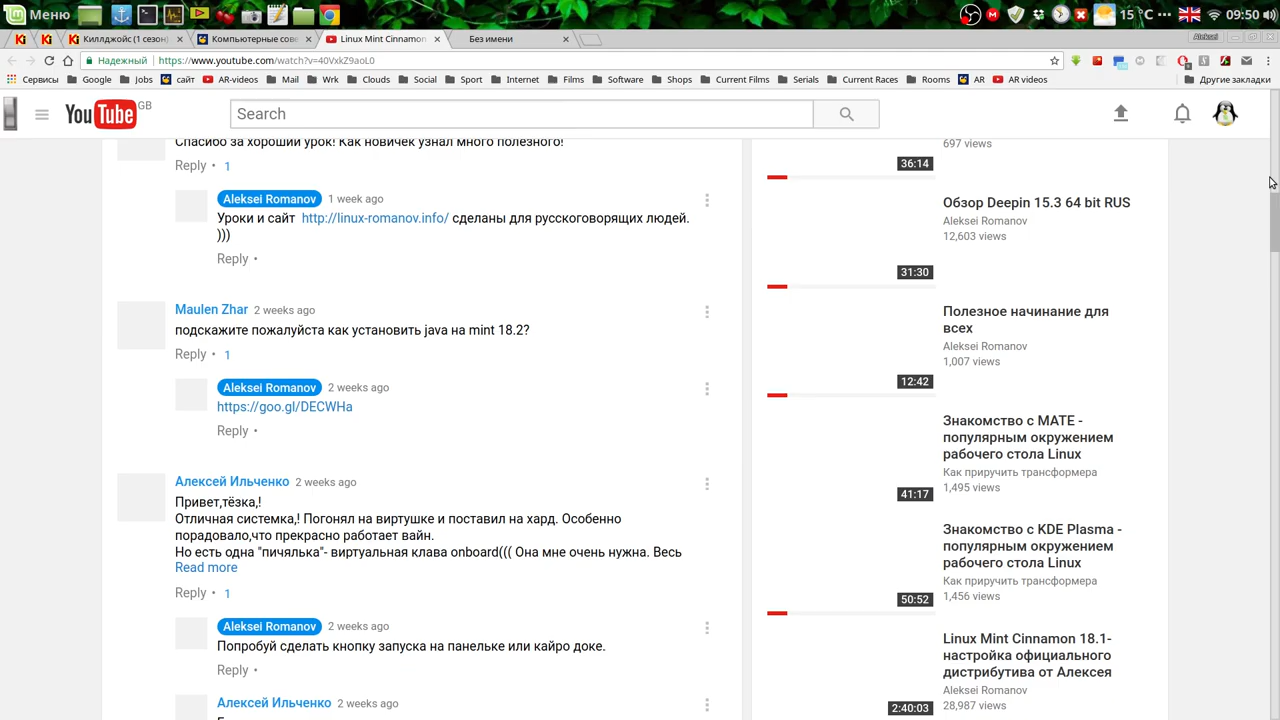 Меню
15 °C
09:50
Киллджойс (1 сезон)
Компьютерные сове
Linux Mint Cinnamon
Без имени
Aleksei
Надежный
https://www.youtube.com/watch?v=40VxkZ9aoL0
Сервисы
Google
Jobs
сайт
AR-videos
Mail
Wrk
Clouds
Social
Sport
Internet
Films
Software
Shops
Current Films
Serials
Current Races
Rooms
AR
AR videos
Другие закладки
YouTube GB
Search
Спасибо за хороший урок! Как новичек узнал много полезного!
Reply • 1
Aleksei Romanov 1 week ago
Уроки и сайт http://linux-romanov.info/ сделаны для русскоговорящих людей.
)))
Reply •
Maulen Zhar 2 weeks ago
подскажите пожалуйста как установить java на mint 18.2?
Reply • 1
Aleksei Romanov 2 weeks ago
https://goo.gl/DECWHa
Reply •
Алексей Ильченко 2 weeks ago
Привет,тёзка,!
Отличная системка,! Погонял на виртушке и поставил на хард. Особенно
порадовало,что прекрасно работает вайн.
Но есть одна "пичялька"- виртуальная клава onboard((( Она мне очень нужна. Весь
Read more
Reply • 1
Aleksei Romanov 2 weeks ago
Попробуй сделать кнопку запуска на панельке или кайро доке.
Reply •
Алексей Ильченко 2 weeks ago
697 views
36:14
Обзор Deepin 15.3 64 bit RUS
Aleksei Romanov
12,603 views
31:30
Полезное начинание для
всех
Aleksei Romanov
1,007 views
12:42
Знакомство с MATE -
популярным окружением
рабочего стола Linux
Как приручить трансформера
1,495 views
41:17
Знакомство с KDE Plasma -
популярным окружением
рабочего стола Linux
Как приручить трансформера
1,456 views
50:52
Linux Mint Cinnamon 18.1-
настройка официального
дистрибутива от Алексея
Aleksei Romanov
28,987 views
2:40:03